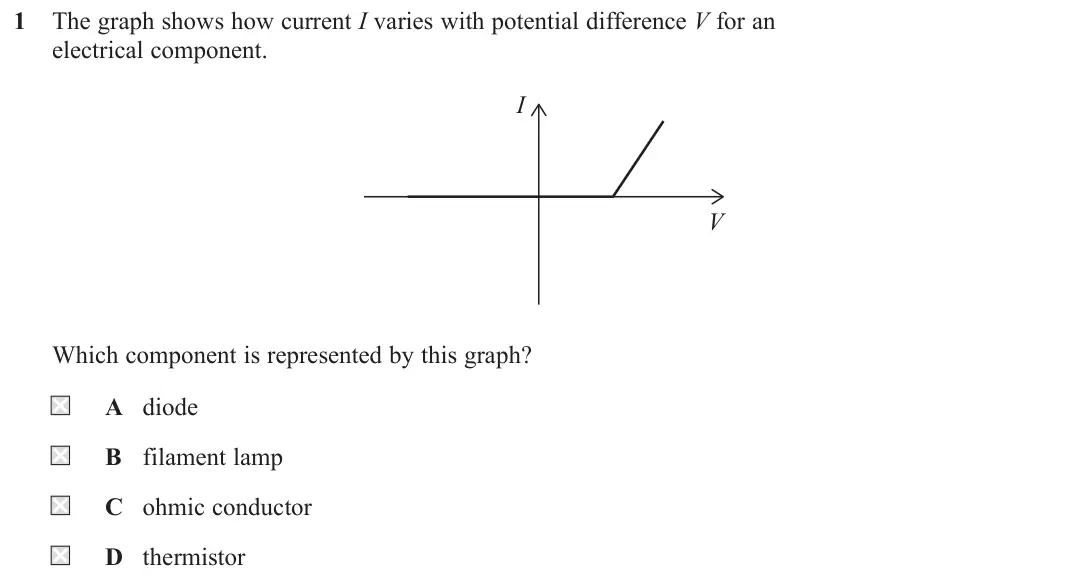 1 The graph shows how current I varies with potential difference V for an
electrical component.
I
V
Which component is represented by this graph?
A diode
B filament lamp
C ohmic conductor
D thermistor